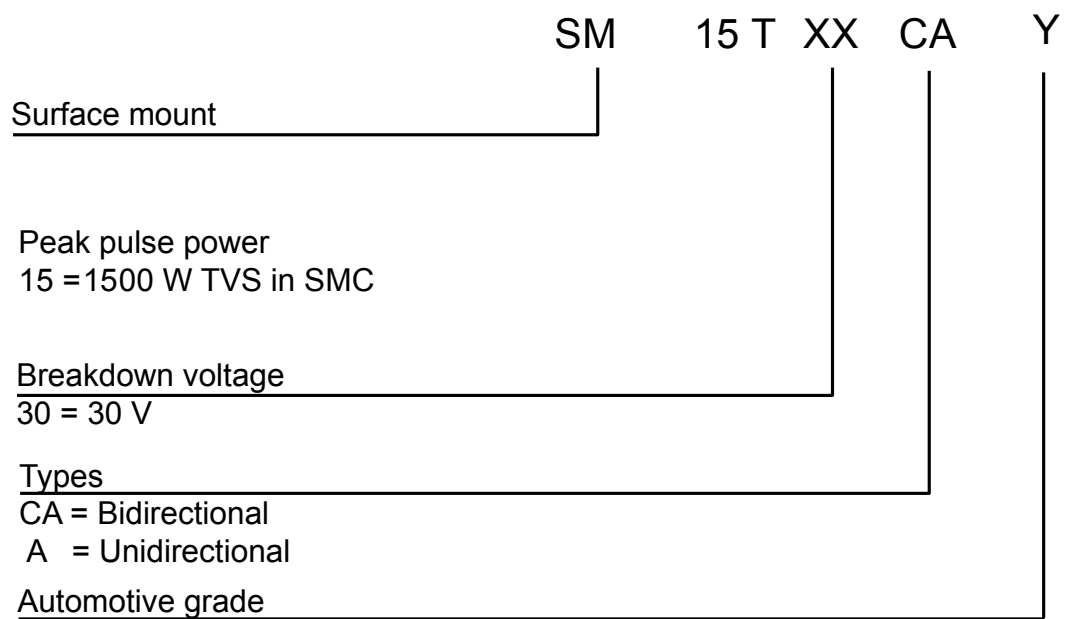 SM 15 T XX CA Y
Surface mount
Peak pulse power
15 =1500 W TVS in SMC
Breakdown voltage
30 = 30 V
Types
CA = Bidirectional
A = Unidirectional
Automotive grade